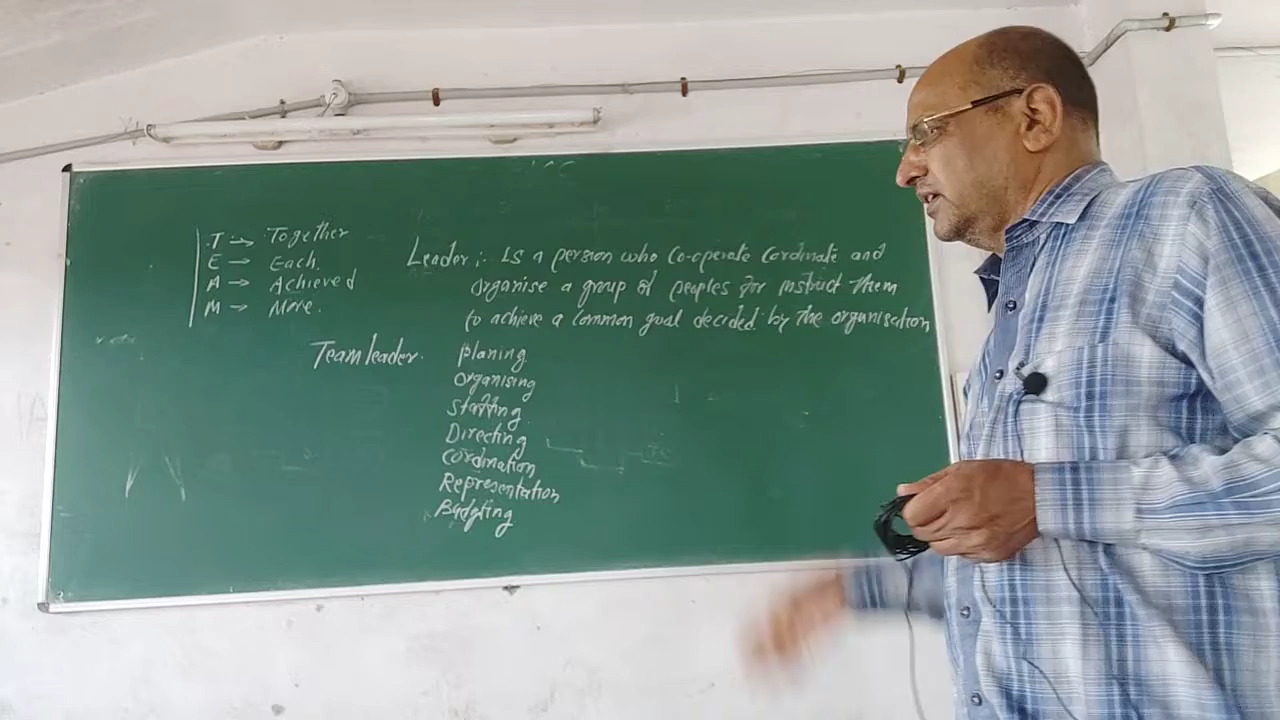 T → Together
E → Each
A → Achieved
M → More.
Leader :- Is a person who Co-operate Cordinate and
Organise a group of peoples for instruct Them
to achieve a Common goal decided by the organisation
Team leader. Planing
Organising
Staffing
Directing
Cordination
Representation
Budgting